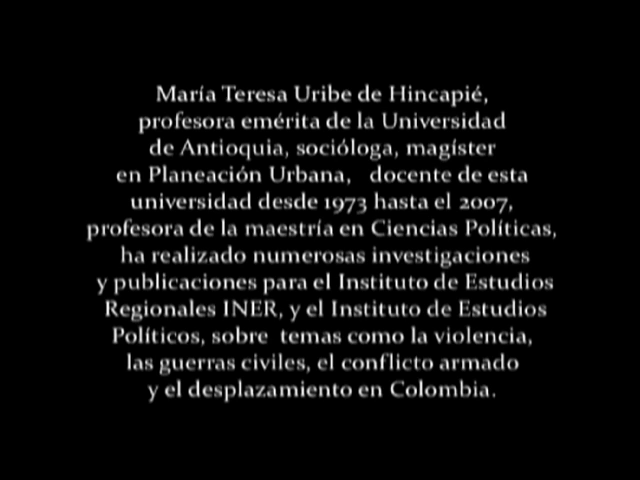 María Teresa Uribe de Hincapié,
profesora emérita de la Universidad
de Antioquia, socióloga, magíster
en Planeación Urbana, docente de esta
universidad desde 1973 hasta el 2007,
profesora de la maestría en Ciencias Políticas,
ha realizado numerosas investigaciones
y publicaciones para el Instituto de Estudios
Regionales INER, y el Instituto de Estudios
Políticos, sobre temas como la violencia,
las guerras civiles, el conflicto armado
y el desplazamiento en Colombia.